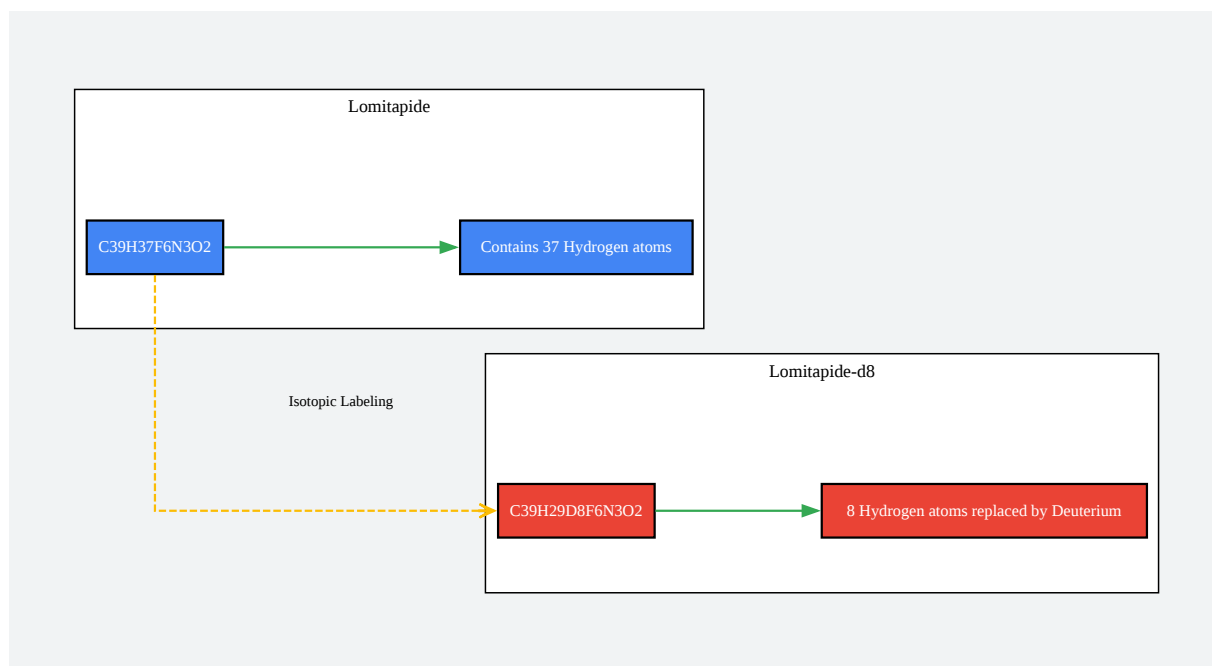 Lomitapide
C39H37F6N3O2
Contains 37 Hydrogen atoms
Lomitapide-d8
Isotopic Labeling
C39H29D8F6N3O2
8 Hydrogen atoms replaced by Deuterium